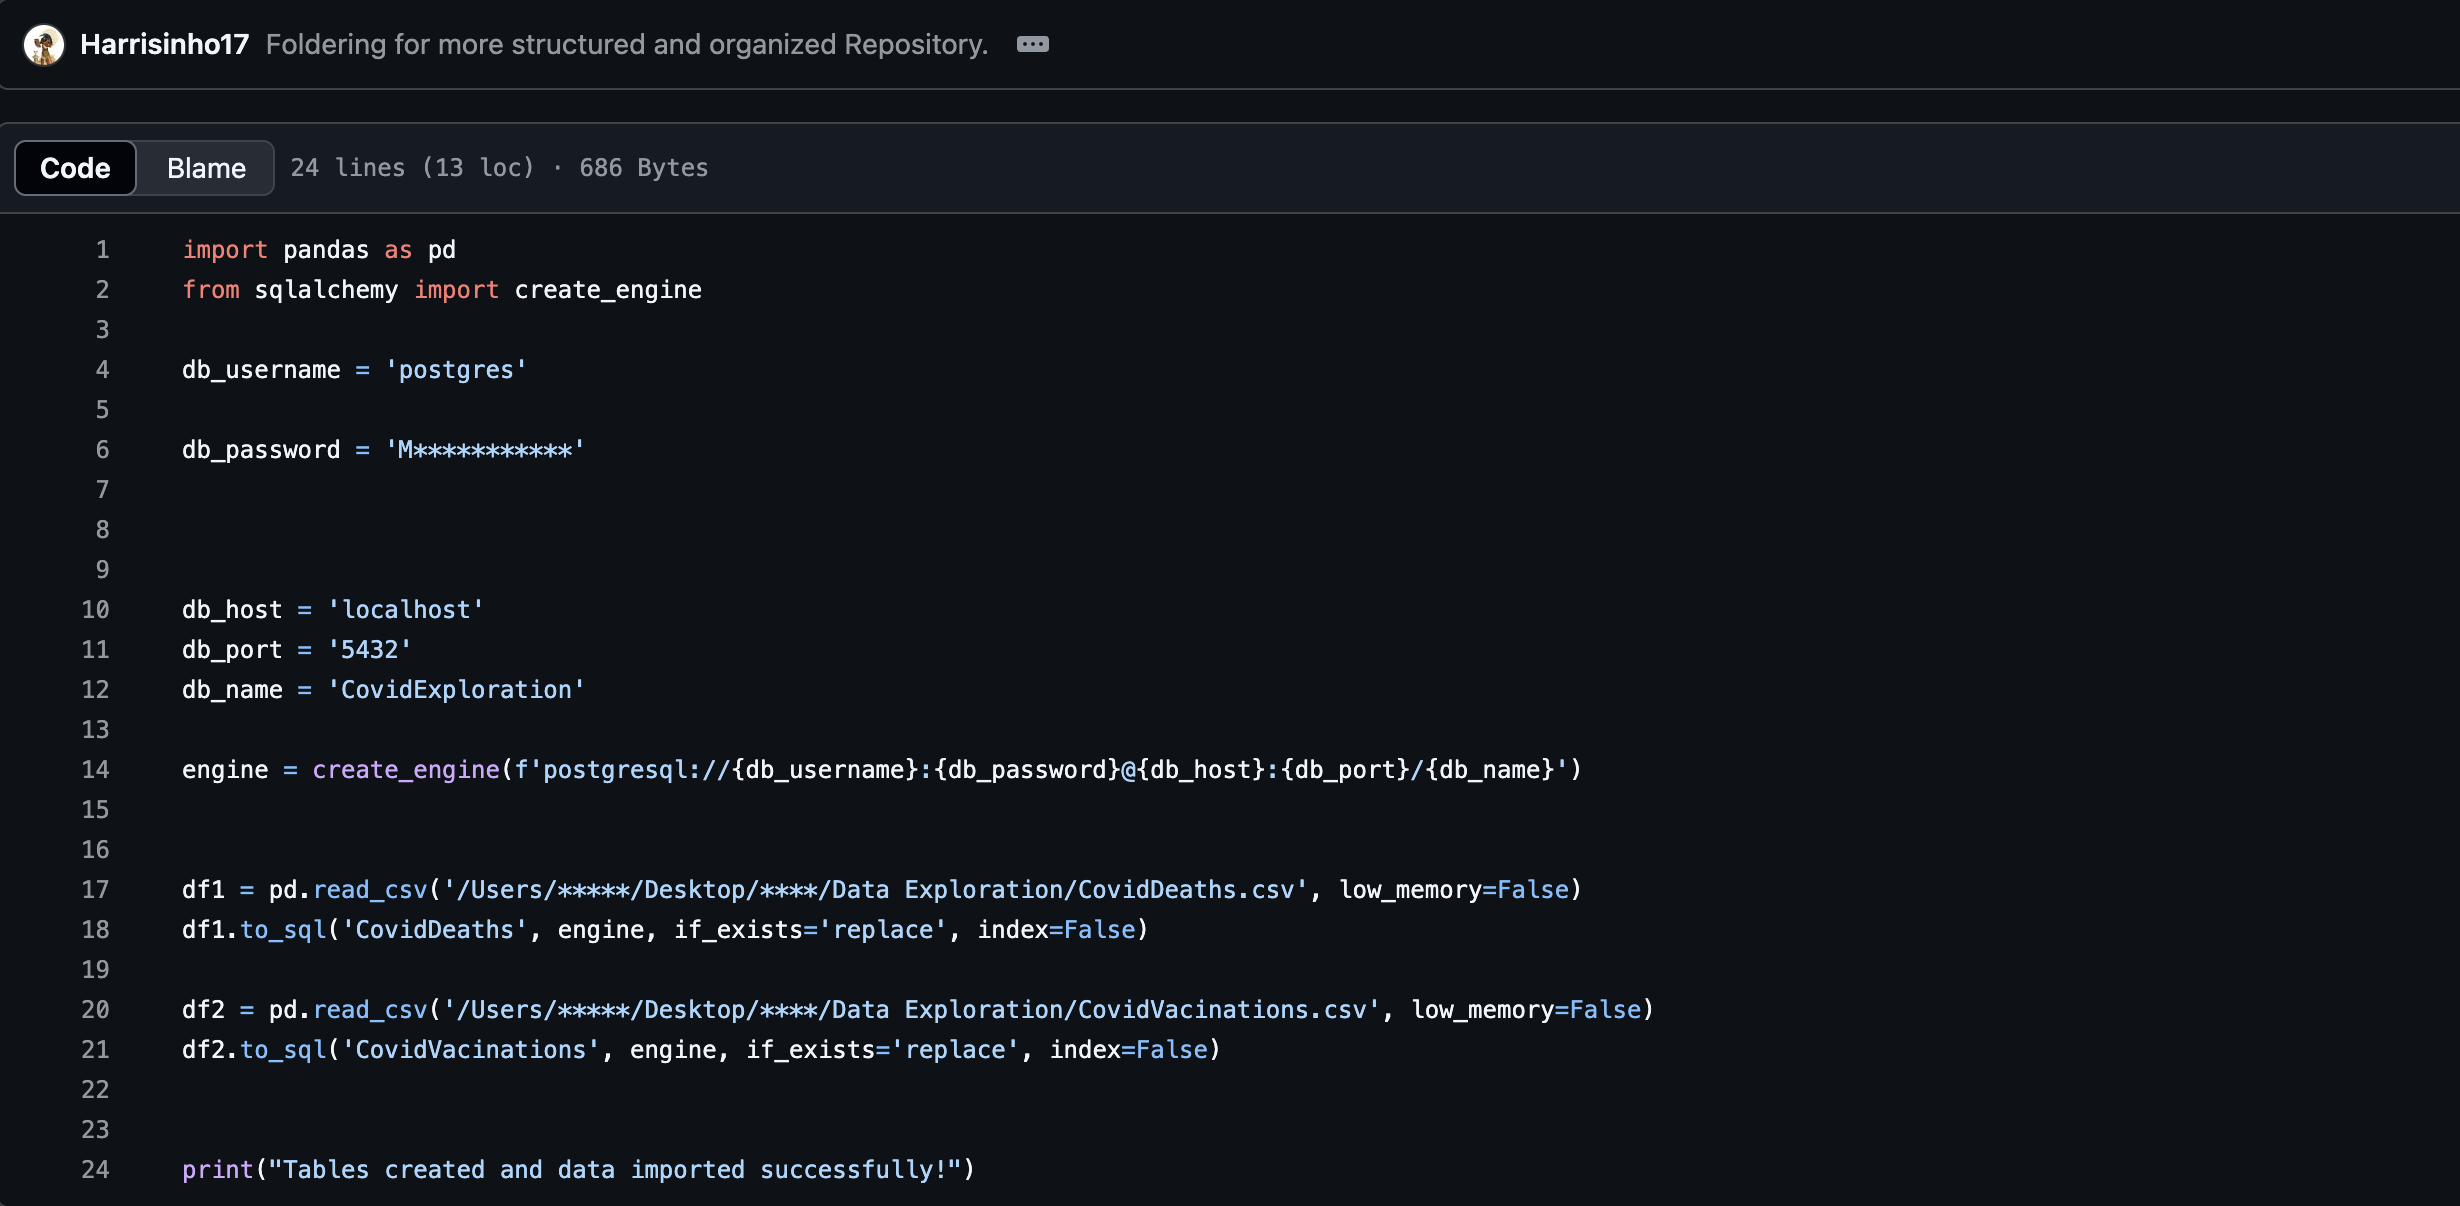 Harrisinho17 Foldering for more structured and organized Repository.
Code Blame 24 lines (13 loc) · 686 Bytes
1 import pandas as pd
2 from sqlalchemy import create_engine
3
4 db_username = 'postgres'
5
6 db_password = 'M***********'
7
8
9
10 db_host = 'localhost'
11 db_port = '5432'
12 db_name = 'CovidExploration'
13
14 engine = create_engine(f'postgresql://{db_username}:{db_password}@{db_host}:{db_port}/{db_name}')
15
16
17 df1 = pd.read_csv('/Users/*****/Desktop/****/Data Exploration/CovidDeaths.csv', low_memory=False)
18 df1.to_sql('CovidDeaths', engine, if_exists='replace', index=False)
19
20 df2 = pd.read_csv('/Users/*****/Desktop/****/Data Exploration/CovidVacinations.csv', low_memory=False)
21 df2.to_sql('CovidVacinations', engine, if_exists='replace', index=False)
22
23
24 print("Tables created and data imported successfully!")